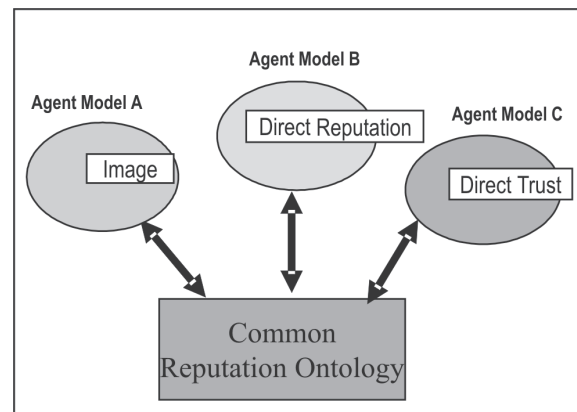 Agent Model B
Agent Model A
Agent Model C
Direct Reputation
Image
Direct Trust
Common
Reputation Ontology